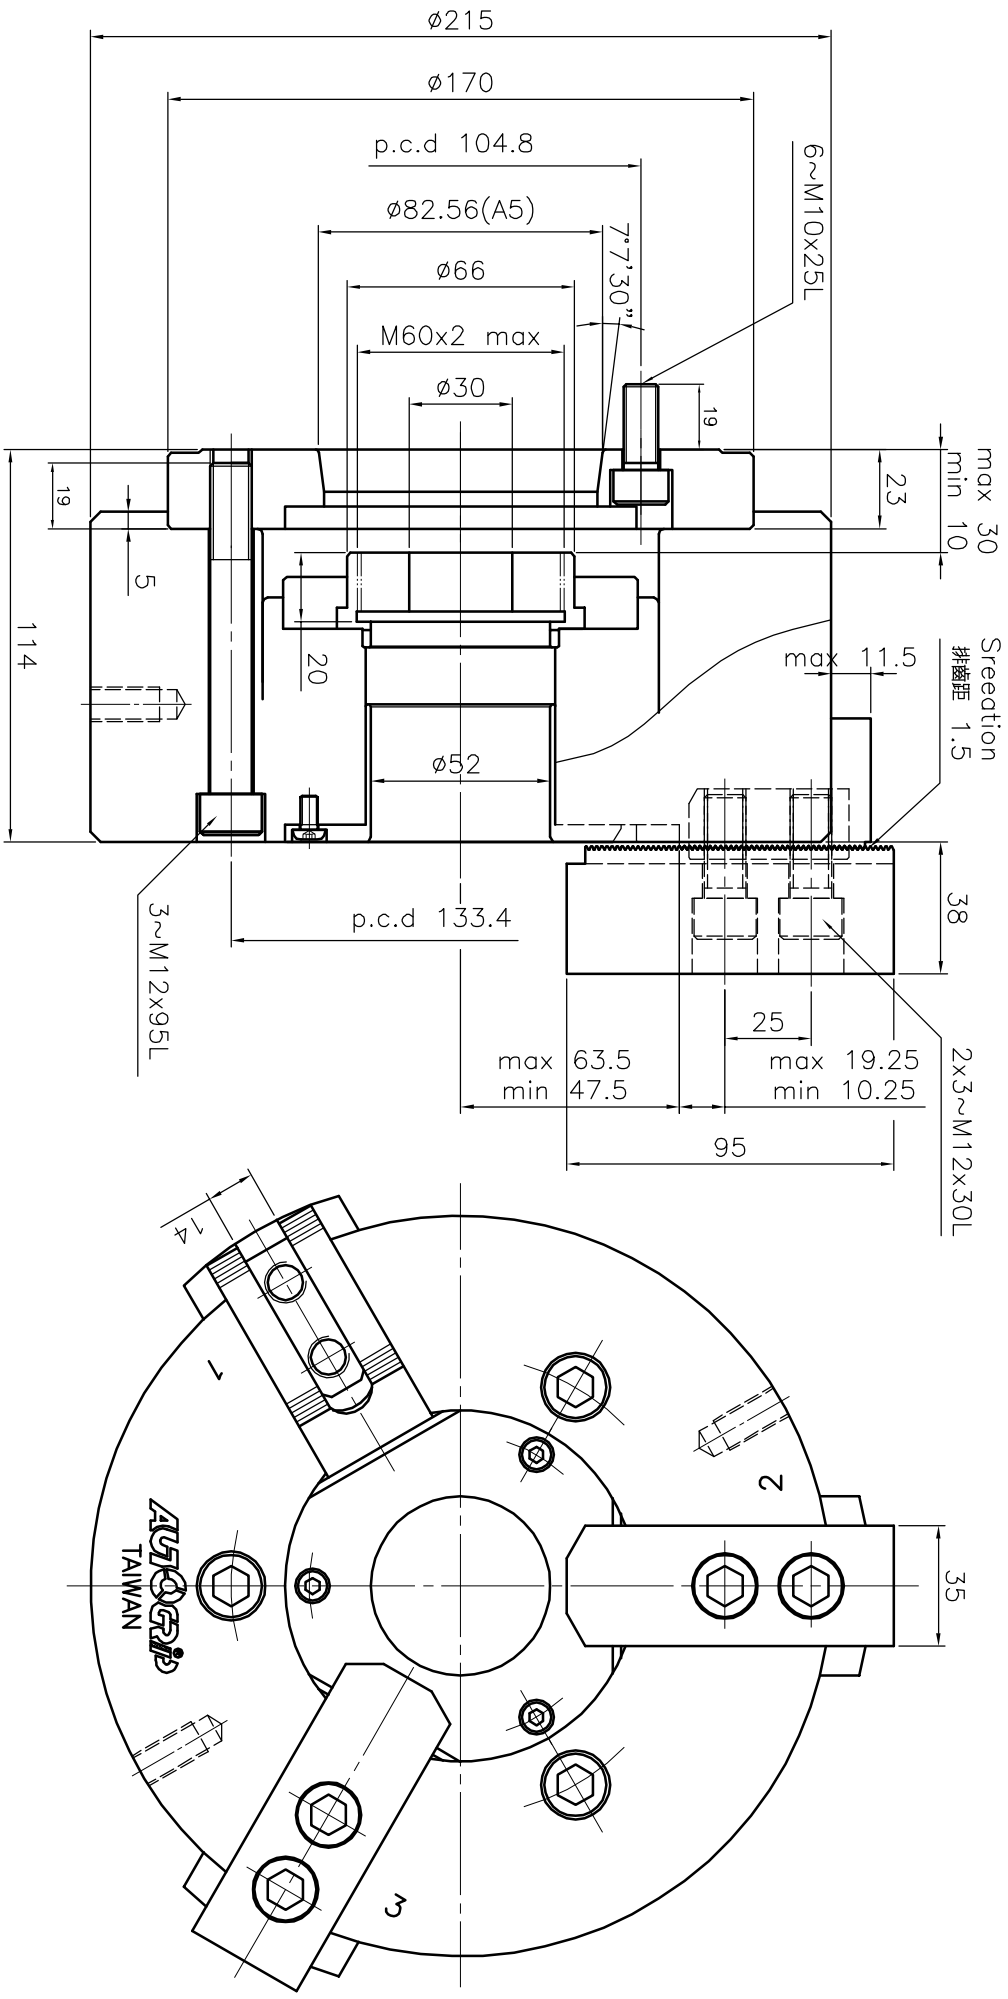 ø215
ø170
p.c.d 104.8
ø82.56(A5)
7°7'30"
ø66
M60x2 max
ø30
6~M10x25L
19
23
max 30
min 10
Sreeation
排齒距 1.5
max 11.5
19
5
114
20
ø52
38
p.c.d 133.4
3~M12x95L
25
max 63.5
min 47.5
max 19.25
min 10.25
2x3~M12x30L
95
14
1
2
35
AUTOGRIP®
TAIWAN
3